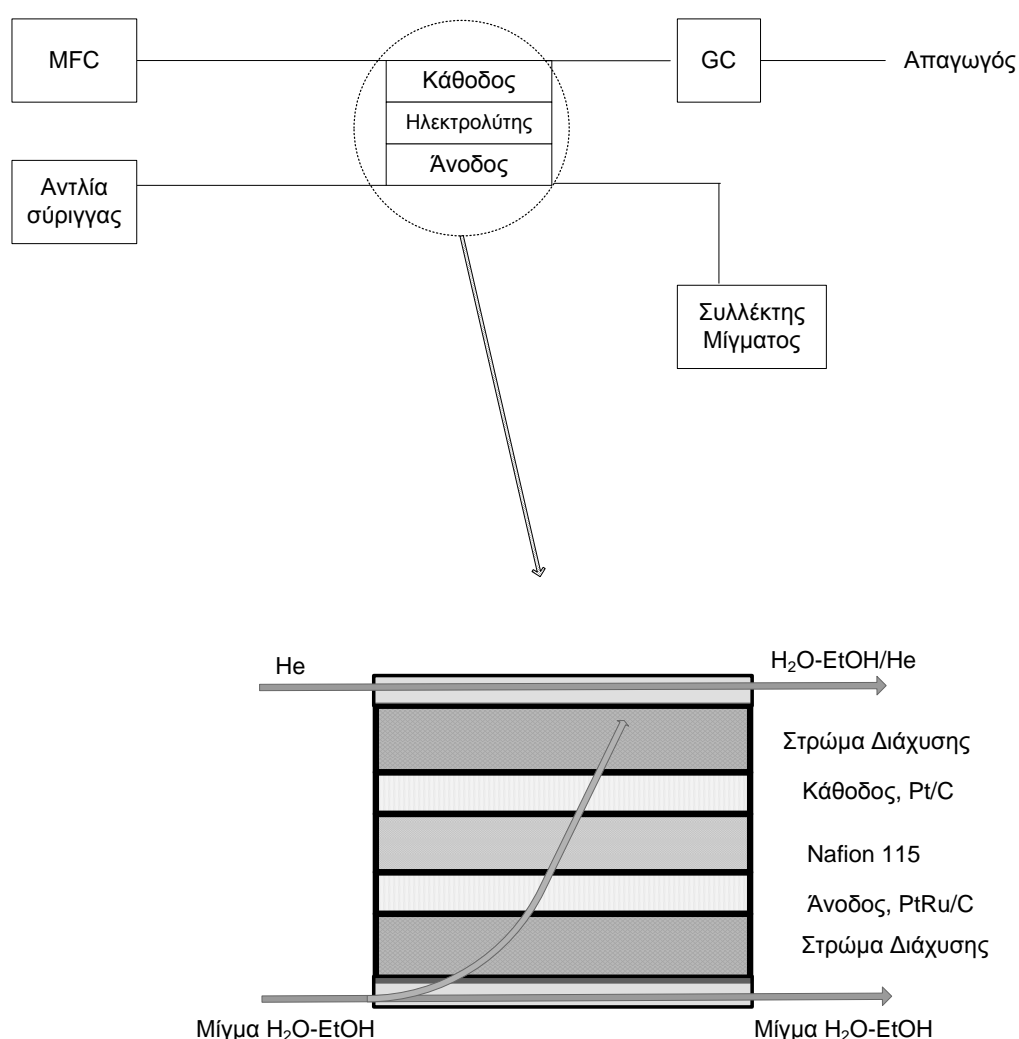 MFC
GC
Απαγωγός
Κάθοδος
Ηλεκτρολύτης
Άνοδος
Αντλία
σύριγγας
Συλλέκτης
Μίγματος
He
H₂O-EtOH/He
Στρώμα Διάχυσης
Κάθοδος, Pt/C
Nafion 115
Άνοδος, PtRu/C
Στρώμα Διάχυσης
Μίγμα H₂O-EtOH
Μίγμα H₂O-EtOH